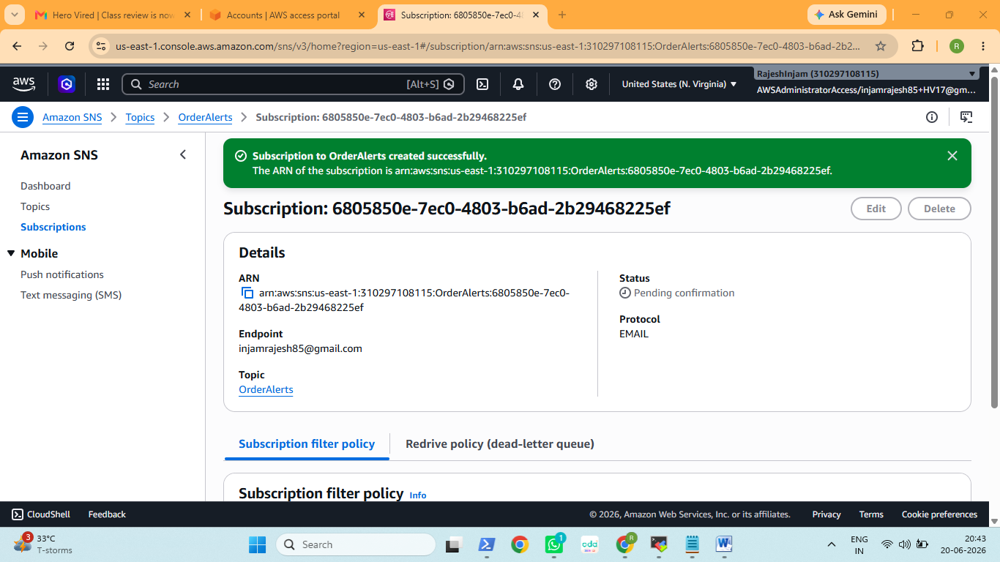 Hero Vired | Class review is now
Accounts | AWS access portal
Subscription: 6805850e-7ec0-4
Ask Gemini
us-east-1.console.aws.amazon.com/sns/v3/home?region=us-east-1#/subscription/arn:aws:sns:us-east-1:310297108115:OrderAlerts:6805850e-7ec0-4803-b6ad-2b2...
R
aws
Search
[Alt+S]
United States (N. Virginia)
RajeshInjam (310297108115)
AWSAdministratorAccess/injamrajesh85+HV17@gm...
Amazon SNS
Topics
OrderAlerts
Subscription: 6805850e-7ec0-4803-b6ad-2b29468225ef
Amazon SNS
Dashboard
Topics
Subscriptions
Mobile
Push notifications
Text messaging (SMS)
Subscription to OrderAlerts created successfully.
The ARN of the subscription is arn:aws:sns:us-east-1:310297108115:OrderAlerts:6805850e-7ec0-4803-b6ad-2b29468225ef.
Subscription: 6805850e-7ec0-4803-b6ad-2b29468225ef
Edit
Delete
Details
ARN
arn:aws:sns:us-east-1:310297108115:OrderAlerts:6805850e-7ec0-
4803-b6ad-2b29468225ef
Endpoint
injamrajesh85@gmail.com
Topic
OrderAlerts
Status
Pending confirmation
Protocol
EMAIL
Subscription filter policy
Redrive policy (dead-letter queue)
Subscription filter policy Info
CloudShell
Feedback
© 2026, Amazon Web Services, Inc. or its affiliates.
Privacy
Terms
Cookie preferences
3
33°C
T-storms
Search
1
cda
R
ENG
IN
20:43
20-06-2026